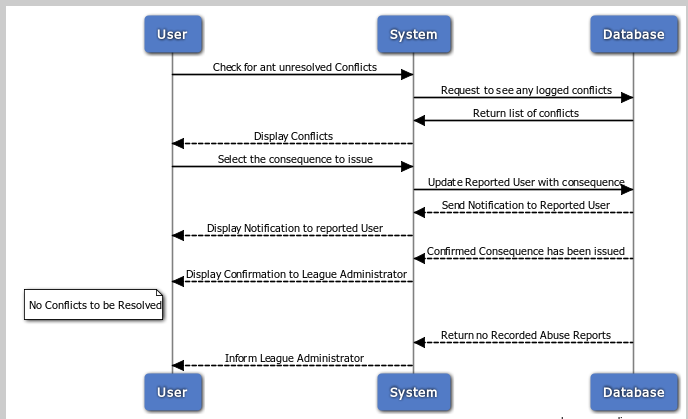 User
System
Database
Check for ant unresolved Conflicts
Request to see any logged conflicts
Return list of conflicts
Display Conflicts
Select the consequence to issue
Update Reported User with consequence
Send Notification to Reported User
Display Notification to reported User
Confirmed Consequence has been issued
Display Confirmation to League Administrator
No Conflicts to be Resolved
Return no Recorded Abuse Reports
Inform League Administrator
User
System
Database